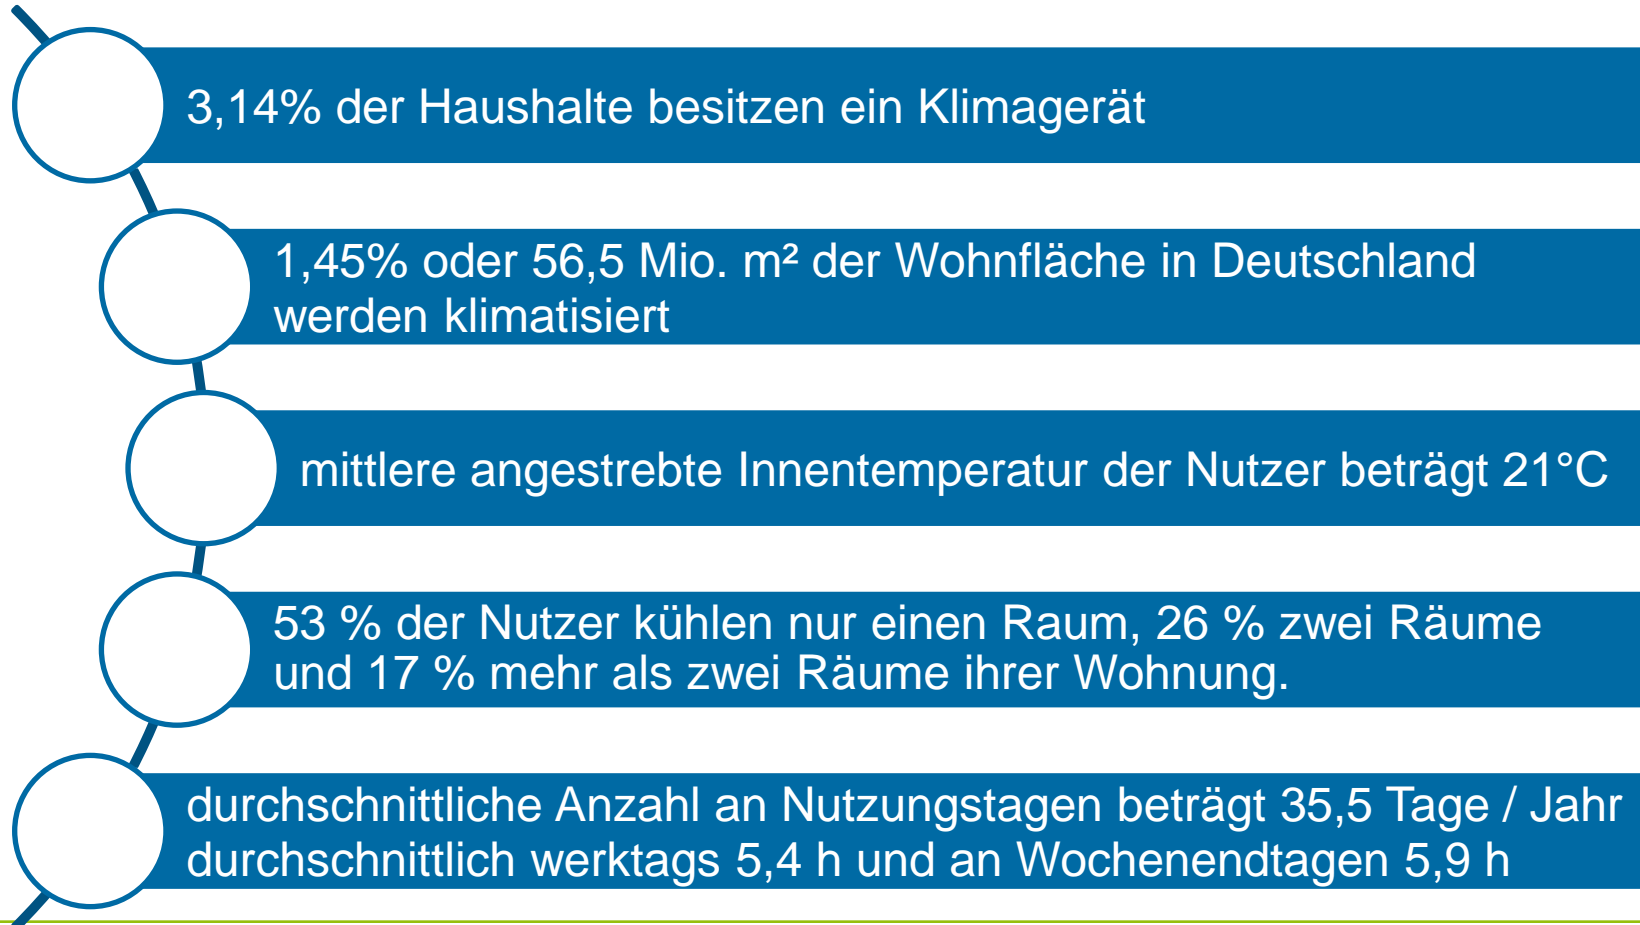 3,14% der Haushalte besitzen ein Klimagerät
1,45% oder 56,5 Mio. m² der Wohnfläche in Deutschland
werden klimatisiert
mittlere angestrebte Innentemperatur der Nutzer beträgt 21°C
53 % der Nutzer kühlen nur einen Raum, 26 % zwei Räume
und 17 % mehr als zwei Räume ihrer Wohnung.
durchschnittliche Anzahl an Nutzungstagen beträgt 35,5 Tage / Jahr
durchschnittlich werktags 5,4 h und an Wochenendtagen 5,9 h